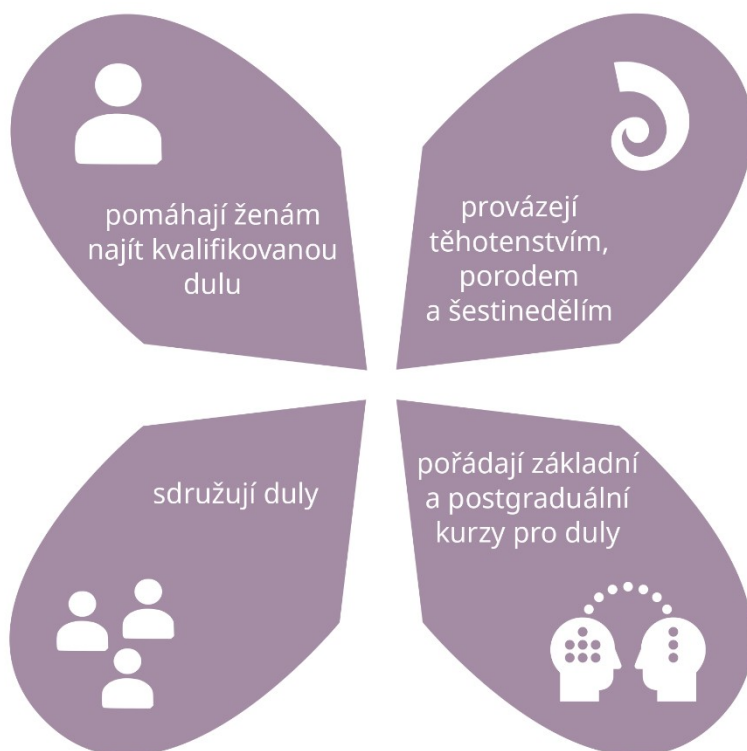 pomáhají ženám
najít kvalifikovanou
dulu
provázejí
těhotenstvím,
porodem
a šestinedělím
sdružují duly
pořádají základní
a postgraduální
kurzy pro duly